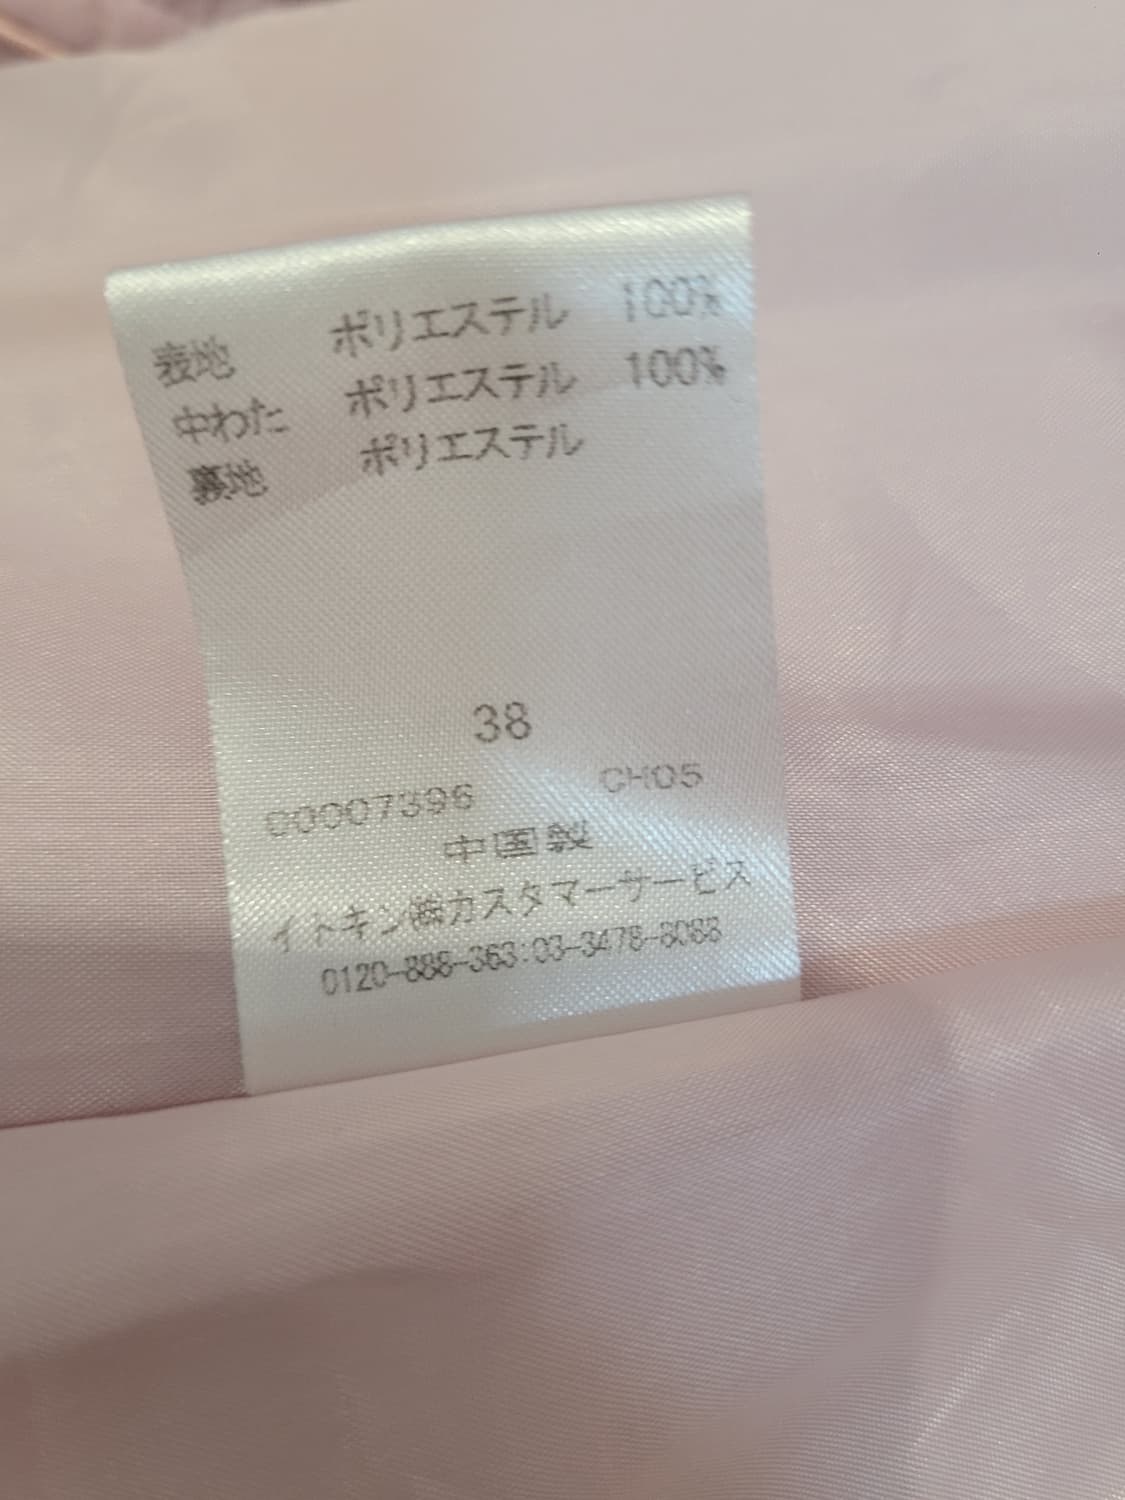 表地 ポリエステル 100%
中わた ポリエステル 100%
裏地 ポリエステル
38
00007396 CH05
中国製
イトキン㈱カスタマーサービス
0120-888-363:03-3478-8088